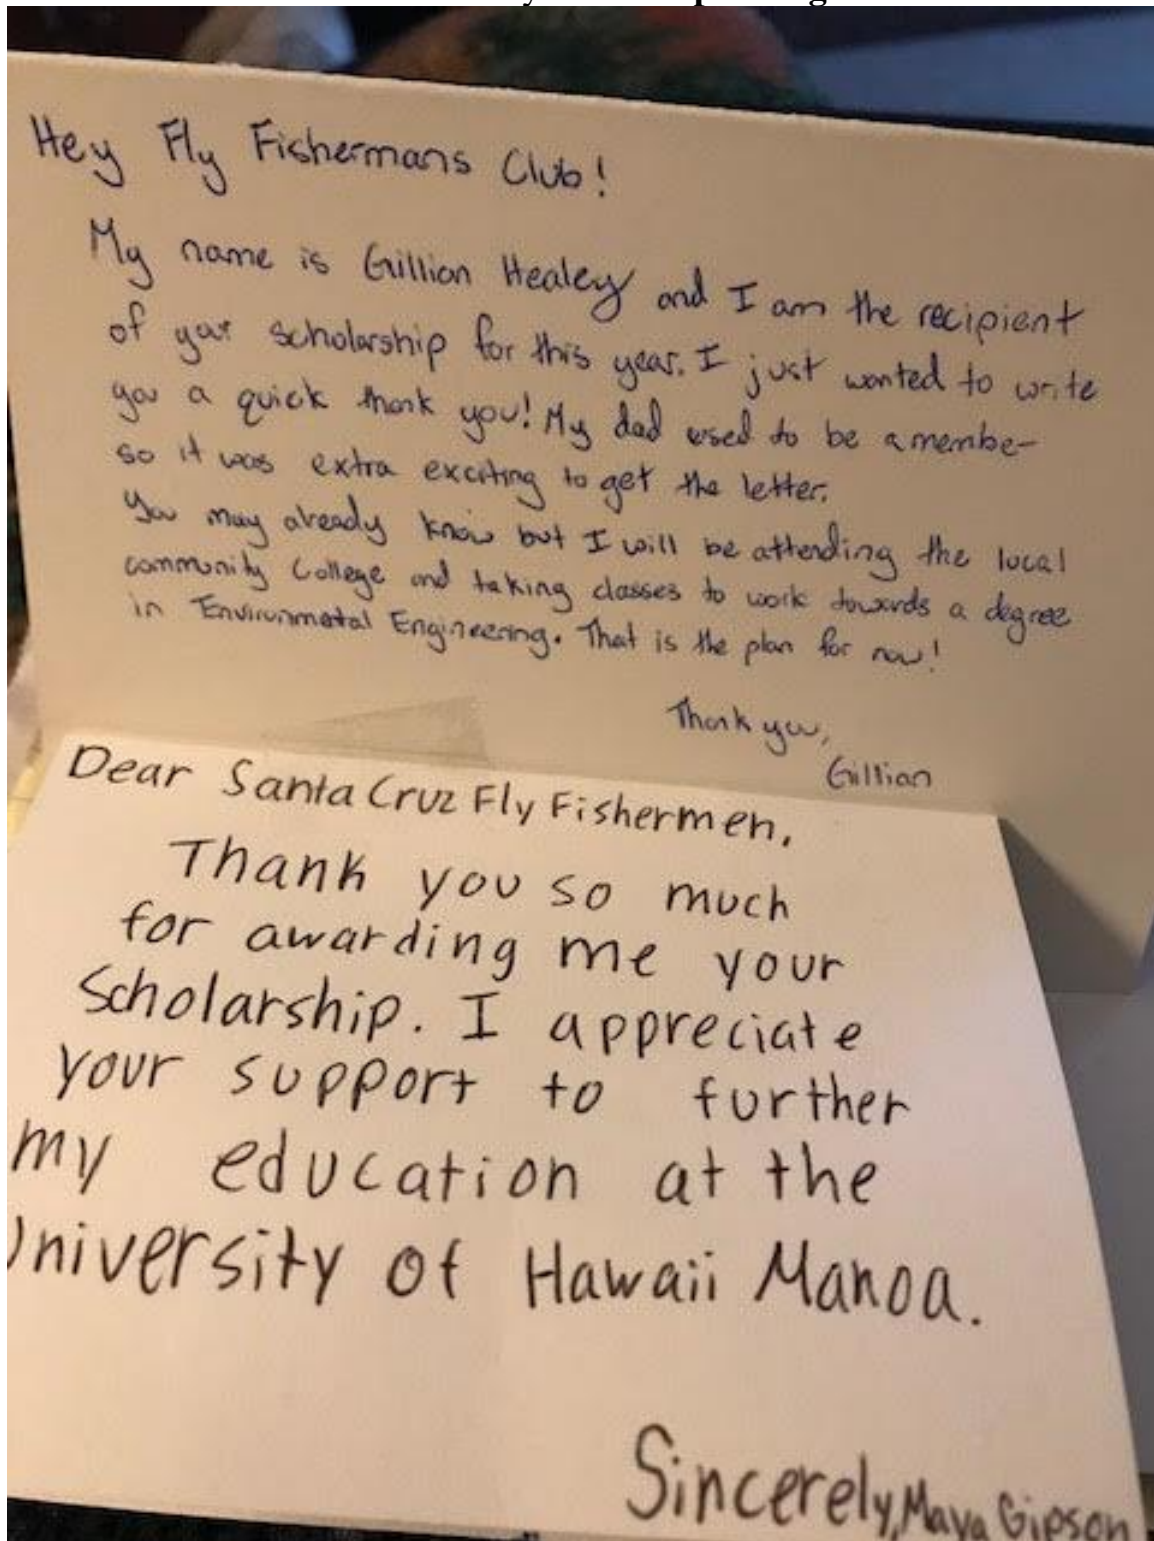 Hey Fly Fishermans Club!
My name is Gillian Healey and I am the recipient
of your scholarship for this year. I just wanted to write
you a quick thank you! My dad used to be a membe
so it was extra exciting to get the letter.
You may already know but I will be attending the local
community College and taking classes to work towards a degree
in Environmetal Engineering. That is the plan for now!
Thank you,
Gillian
Dear Santa Cruz Fly Fishermen,
Thank you so much
for awarding me your
Scholarship. I appreciate
your support to further
my education at the
University of Hawaii Manoa.
Sincerely, Maya Gipson